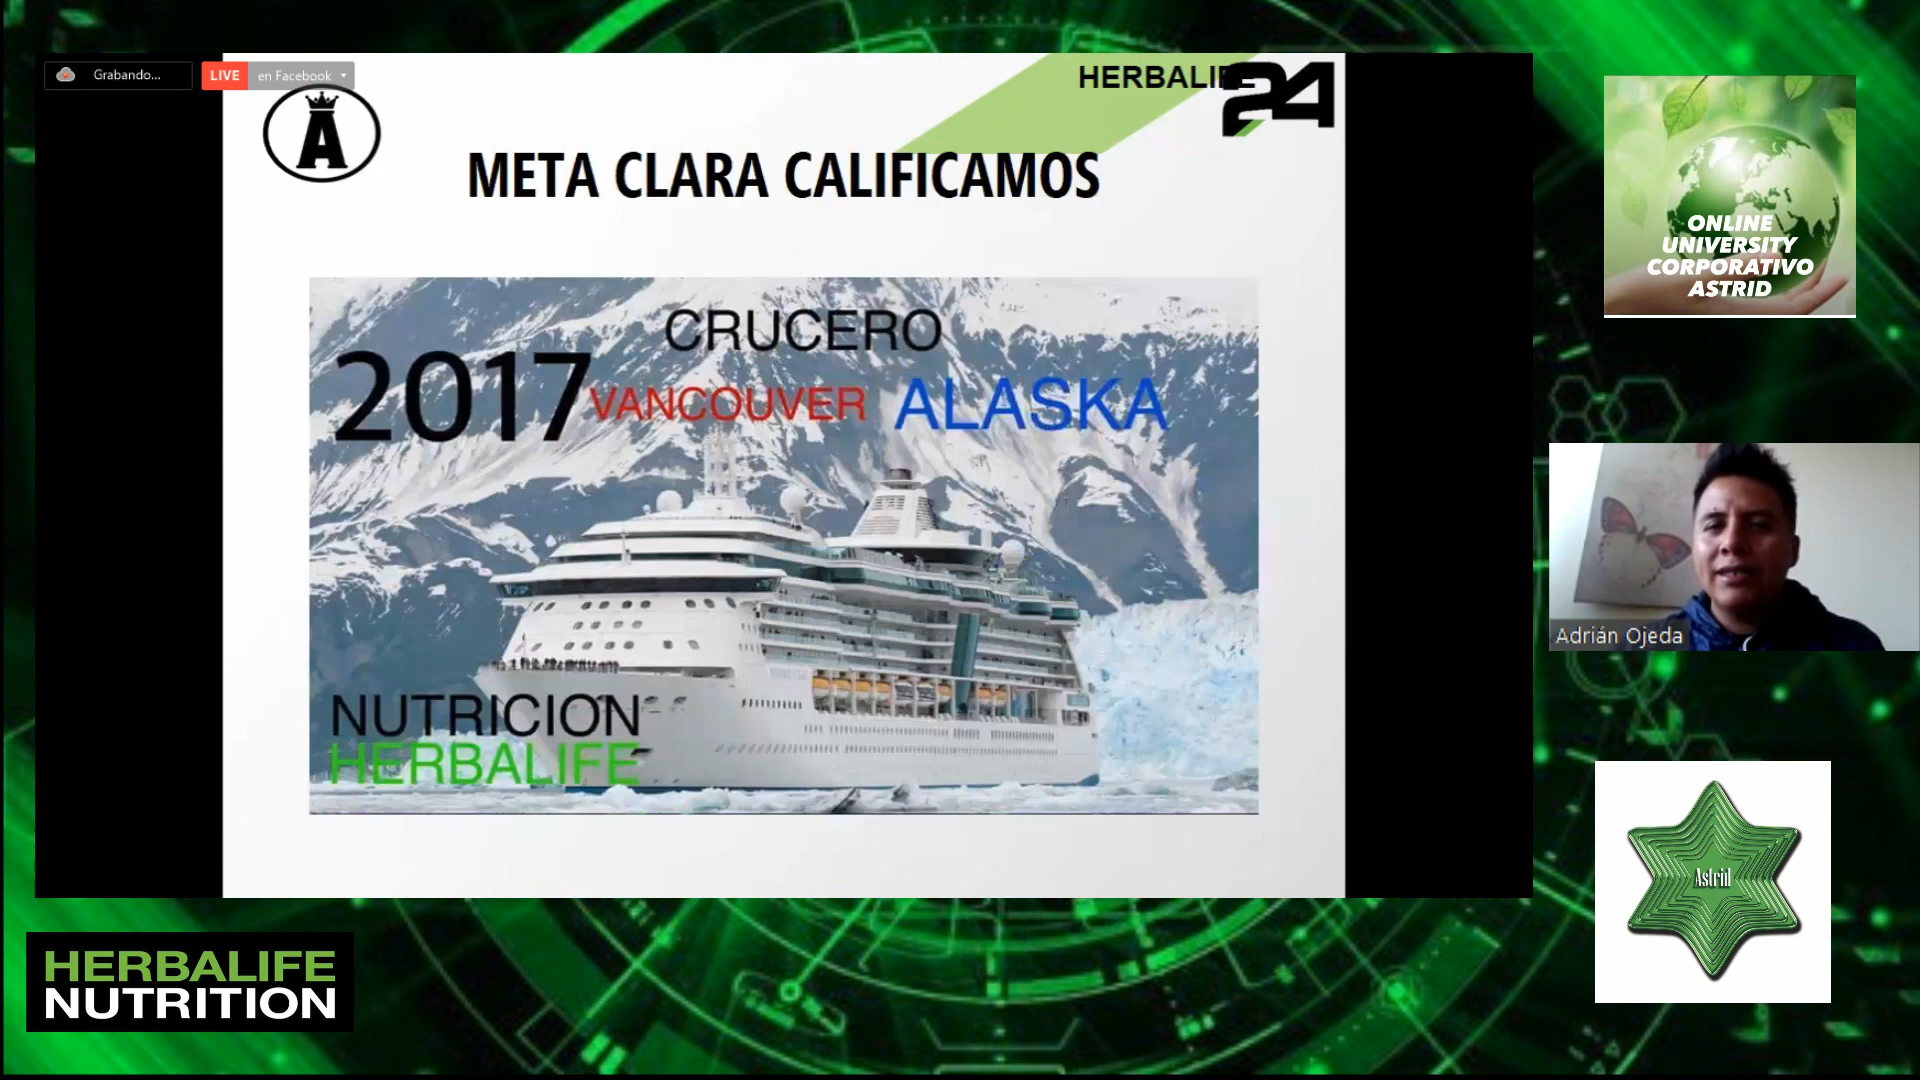 Grabando...
LIVE en Facebook
A
HERBALIFE
24
META CLARA CALIFICAMOS
CRUCERO
2017
VANCOUVER ALASKA
NUTRICION
HERBALIFE
ONLINE
UNIVERSITY
CORPORATIVO
ASTRID
Adrián Ojeda
Astrid
HERBALIFE
NUTRITION